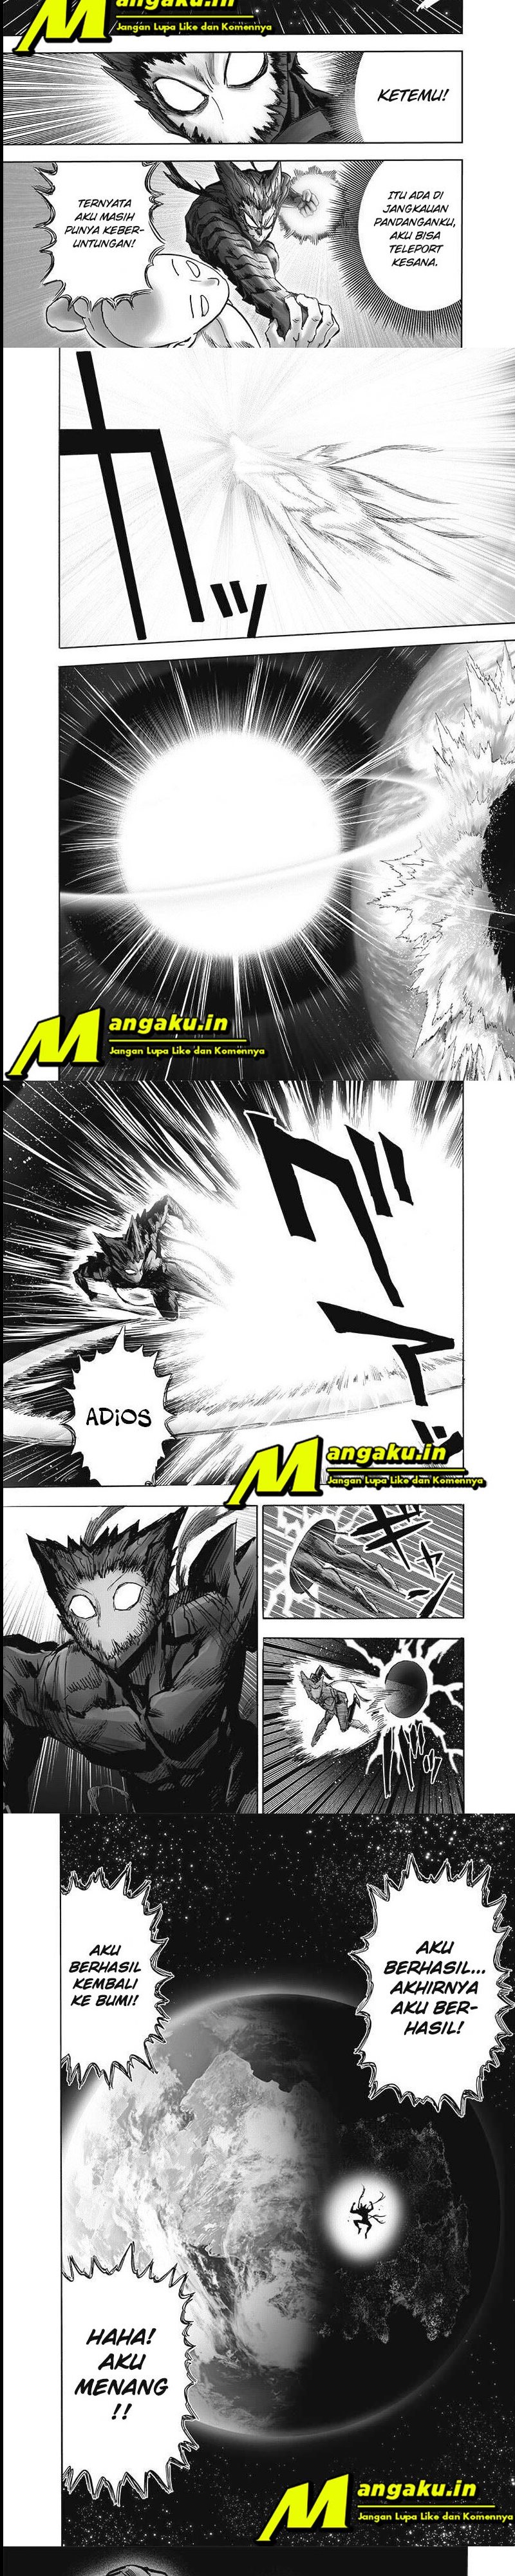 Mangaku.in
Jangan Lupa Like dan Komennya
KETEMU!
ITU ADA DI
JANGKAUAN
PANDANGANKU,
AKU BISA
TELEPORT
KESANA.
TERNYATA
AKU MASIH
PUNYA KEBER-
UNTUNGAN!
カッ
Mangaku.in
Jangan Lupa Like dan Komennya
ADiOS
Mangaku.in
Jangan Lupa Like dan Komennya
AKU
BERHASIL...
AKHIRNYA
AKU BER-
HASIL!
AKU
BERHASIL
KEMBALI
KE BUMI!
HAHA!
AKU
MENANG
!!
Mangaku.in
Jangan Lupa Like dan Komennya